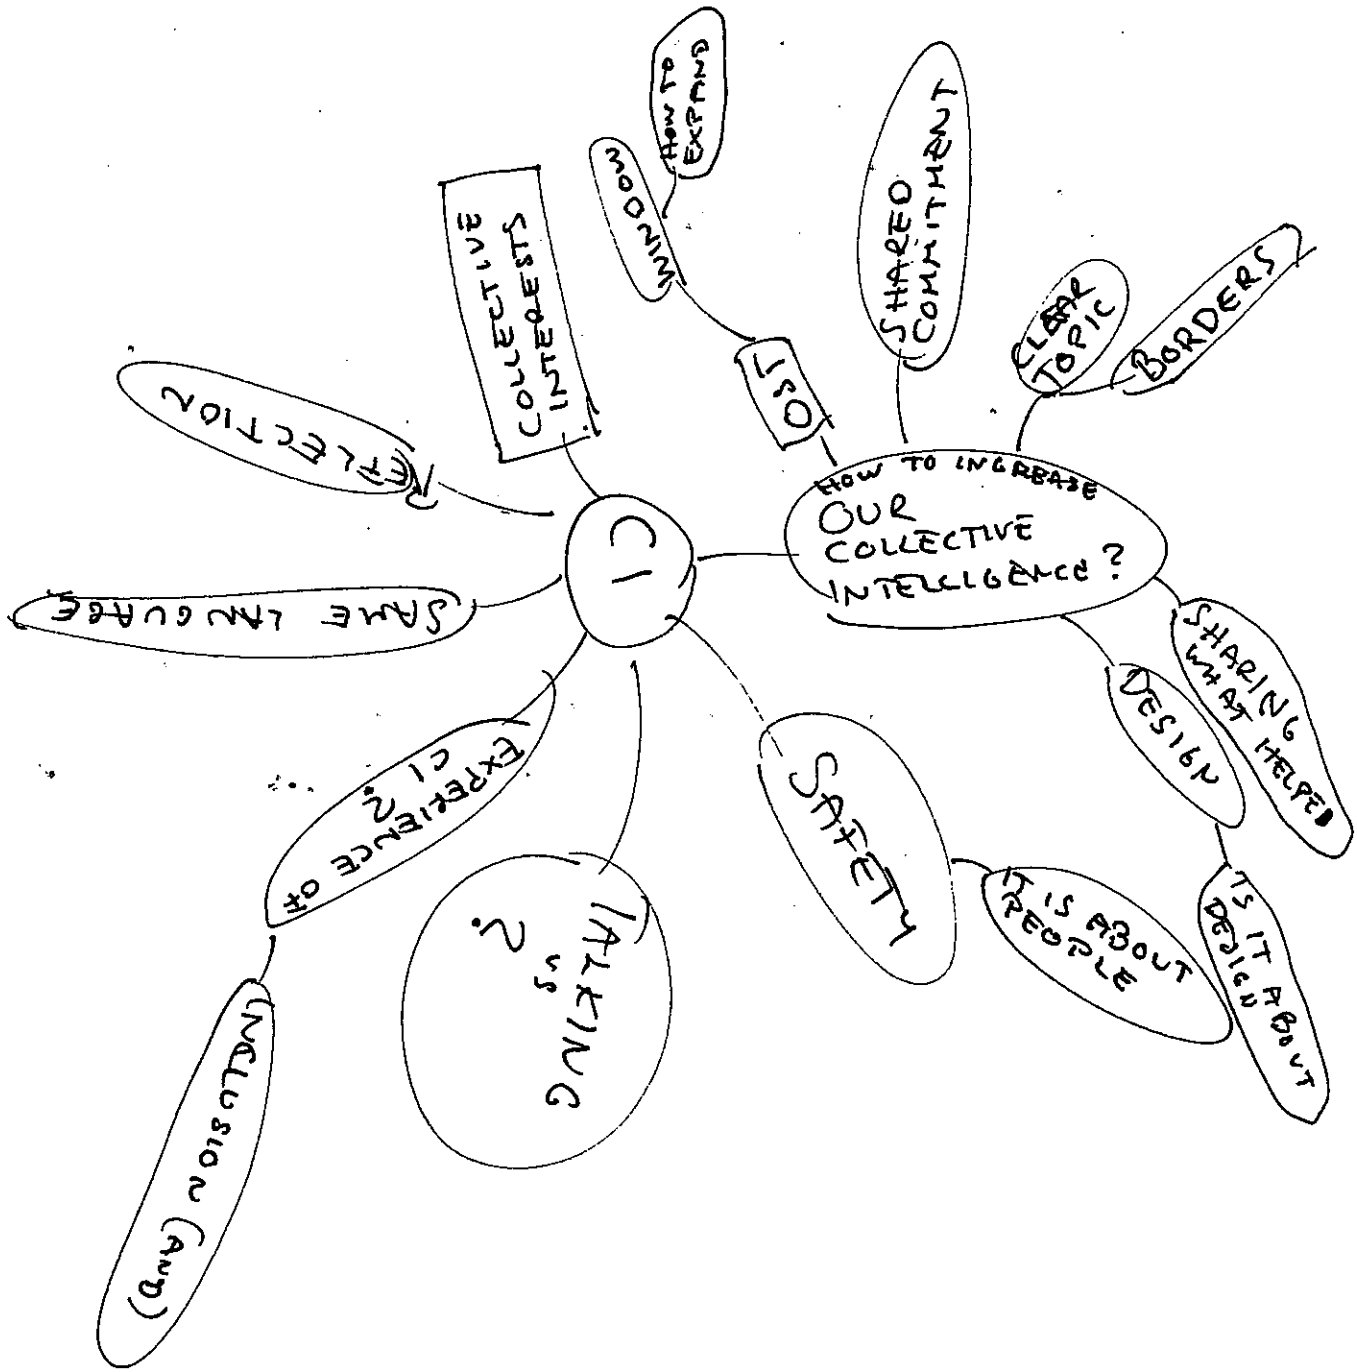 HOW TO
EXPAND
WINDOW
OST
SHARED
COMMITMENT
CLEAR
TOPIC
BORDERS
HOW TO INCREASE
OUR
COLLECTIVE
INTELLIGENCE?
SHARING
WHAT HELPED
DESIGN
IS IT ABOUT
DESIGN
CI
COLLECTIVE
INTERESTS
REFLECTION
SAME LANGUAGE
EXPERIENCE OF
CI
?
INCLUSION (AND)
TALKING
VS
?
SAFETY
IT IS ABOUT
PEOPLE